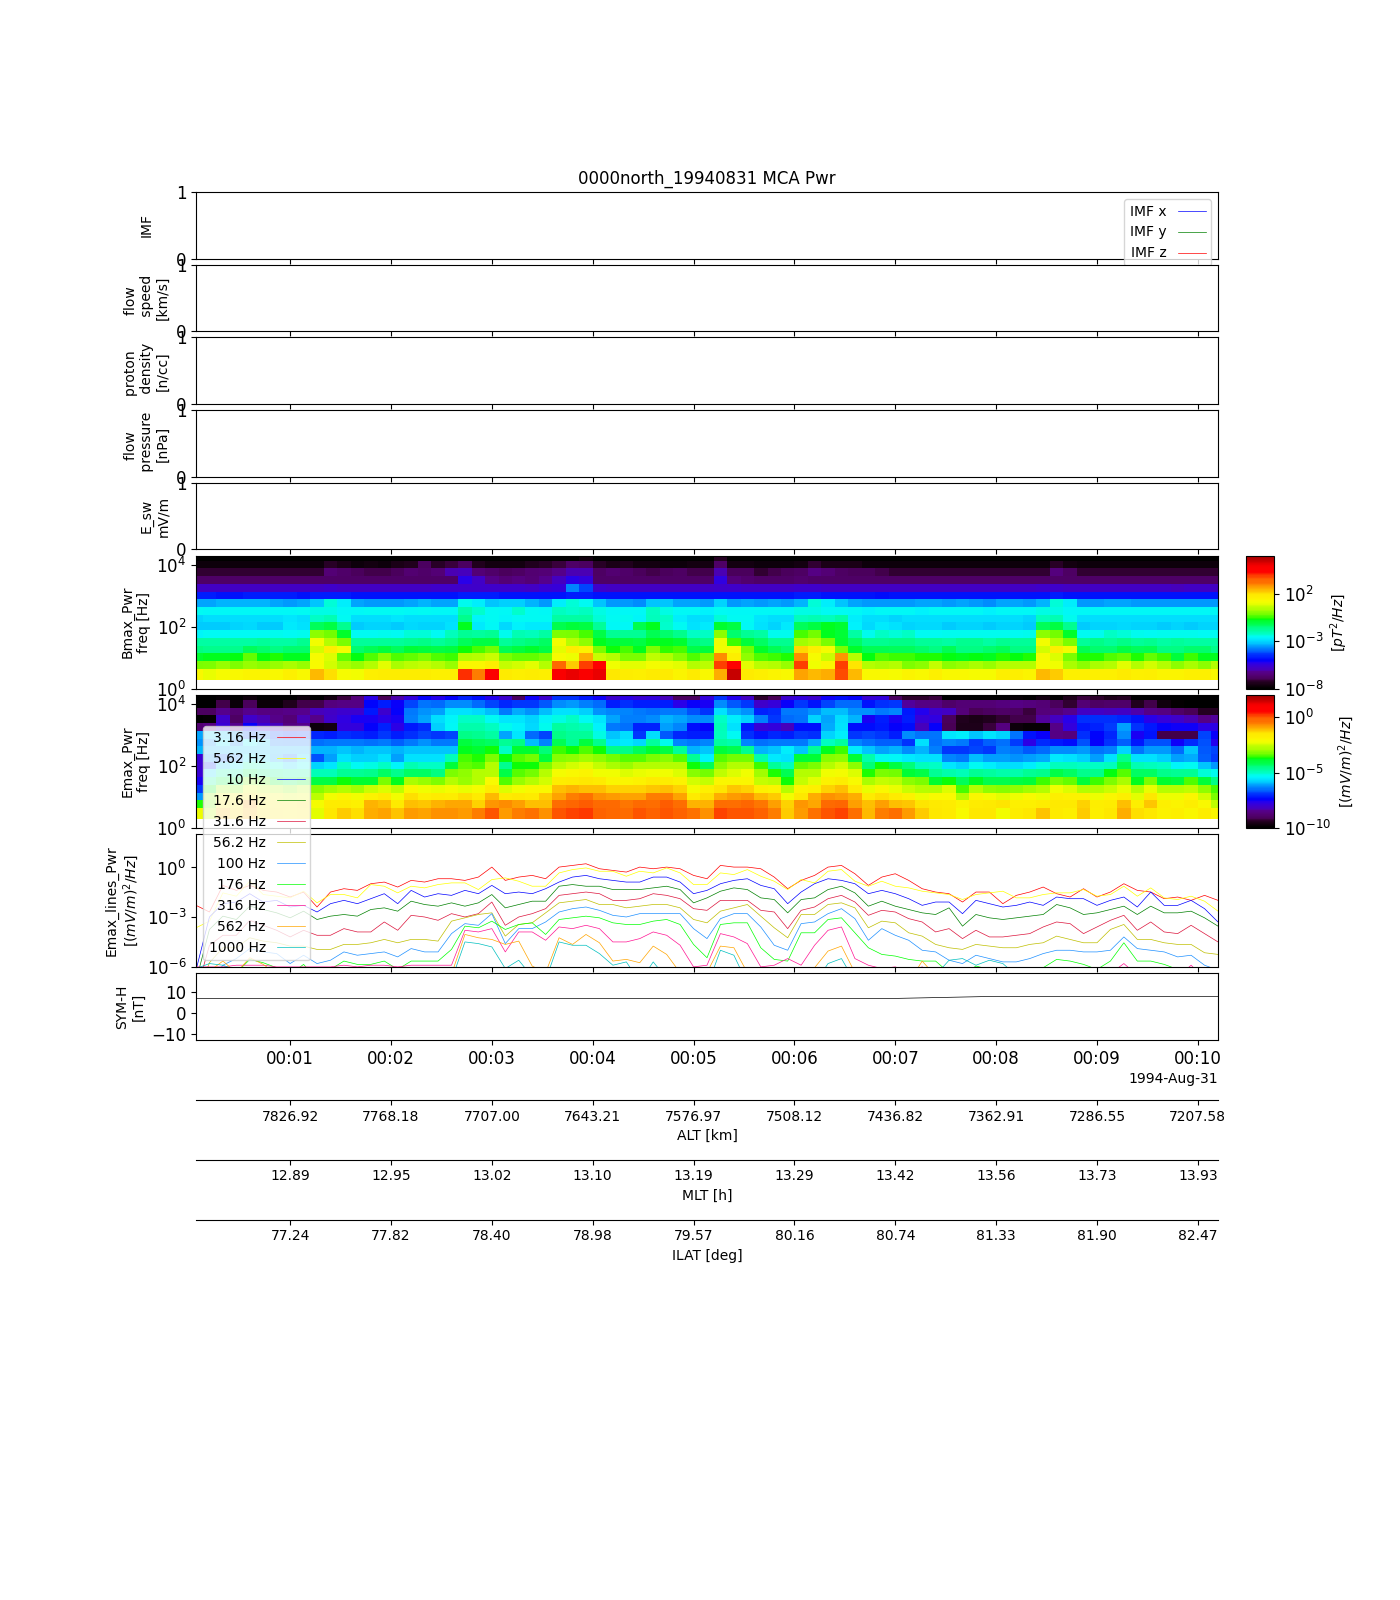 0000north_19940831 MCA Pwr
1
0
IMF
IMF x
IMF y
IMF z
1
0
flow
speed
[km/s]
1
0
proton
density
[n/cc]
1
0
flow
pressure
[nPa]
1
0
E_sw
mV/m
10^4
10^2
10^0
Bmax_Pwr
freq [Hz]
10^2
10^-3
10^-8
[pT^2/Hz]
10^4
10^2
10^0
Emax_Pwr
freq [Hz]
10^0
10^-5
10^-10
[(mV/m)^2/Hz]
3.16 Hz
5.62 Hz
10 Hz
17.6 Hz
31.6 Hz
56.2 Hz
100 Hz
176 Hz
316 Hz
562 Hz
1000 Hz
10^0
10^-3
10^-6
Emax_lines_Pwr
[(mV/m)^2/Hz]
10
0
−10
SYM-H
[nT]
00:01 00:02 00:03 00:04 00:05 00:06 00:07 00:08 00:09 00:10
1994-Aug-31
7826.92 7768.18 7707.00 7643.21 7576.97 7508.12 7436.82 7362.91 7286.55 7207.58
ALT [km]
12.89 12.95 13.02 13.10 13.19 13.29 13.42 13.56 13.73 13.93
MLT [h]
77.24 77.82 78.40 78.98 79.57 80.16 80.74 81.33 81.90 82.47
ILAT [deg]